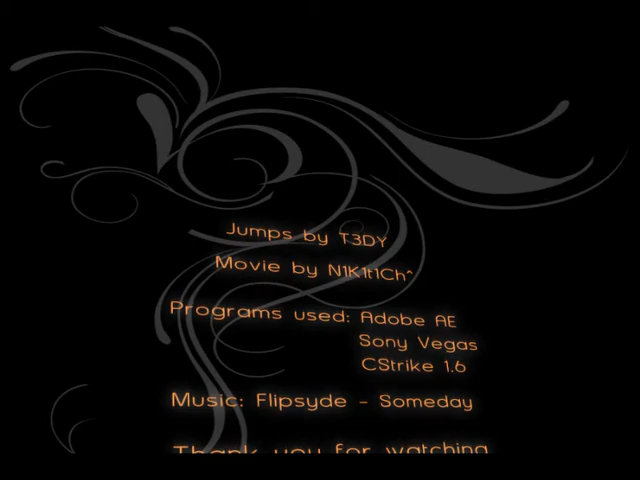 Jumps by T3DY
Movie by N1K1t1Ch^
Programs used: Adobe AE
Sony Vegas
CStrike 1.6
Music: Flipsyde - Someday
Thank you for watching